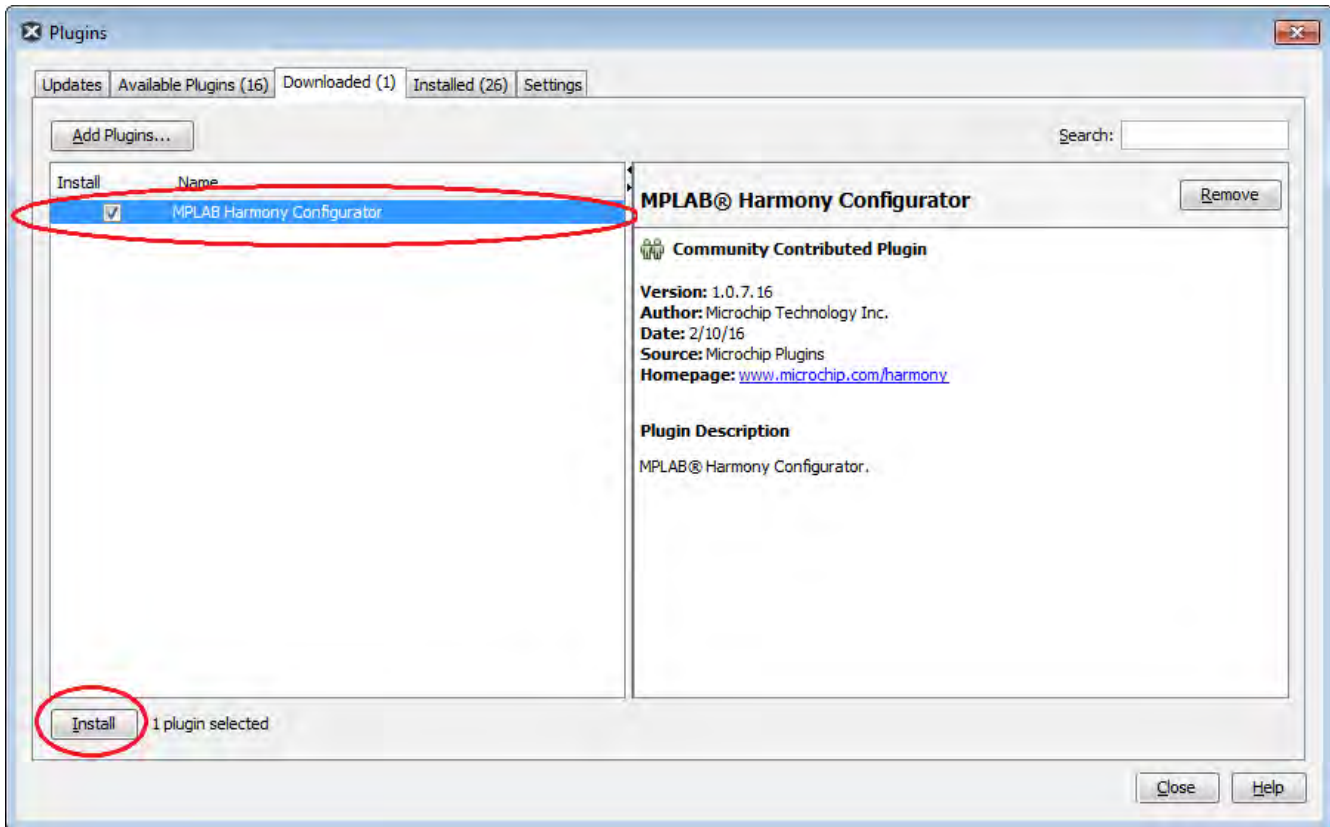 Plugins
Updates Available Plugins (16) Downloaded (1) Installed (26) Settings
Add Plugins... Search:
Install Name
MPLAB Harmony Configurator
MPLAB® Harmony Configurator Remove
Community Contributed Plugin
Version: 1.0.7.16
Author: Microchip Technology Inc.
Date: 2/10/16
Source: Microchip Plugins
Homepage: www.microchip.com/harmony
Plugin Description
MPLAB® Harmony Configurator.
Install 1 plugin selected
Close Help